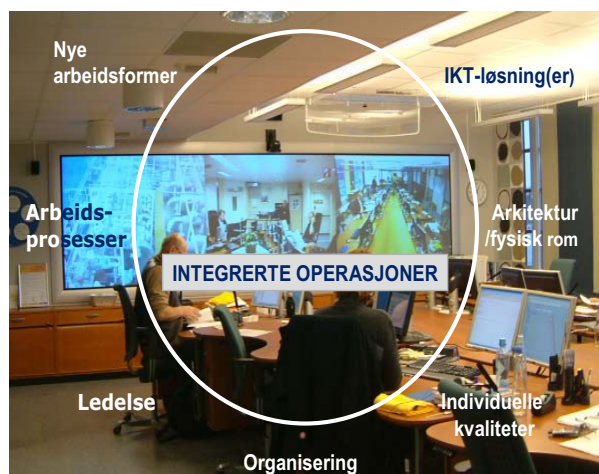 Nye
arbeidsformer
IKT-løsning(er)
Arbeids-
prosesser
Arkitektur
/fysisk rom
INTEGRERTE OPERASJONER
Ledelse
Individuelle
kvaliteter
Organisering